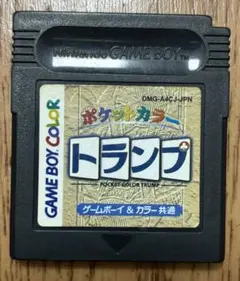 Nintendo GAME BOY
DMG-A4CJ-JPN
ポケットカラー
トランプ
POCKET COLOR TRUMP
ゲームボーイ & カラー共通
GAME BOY COLOR